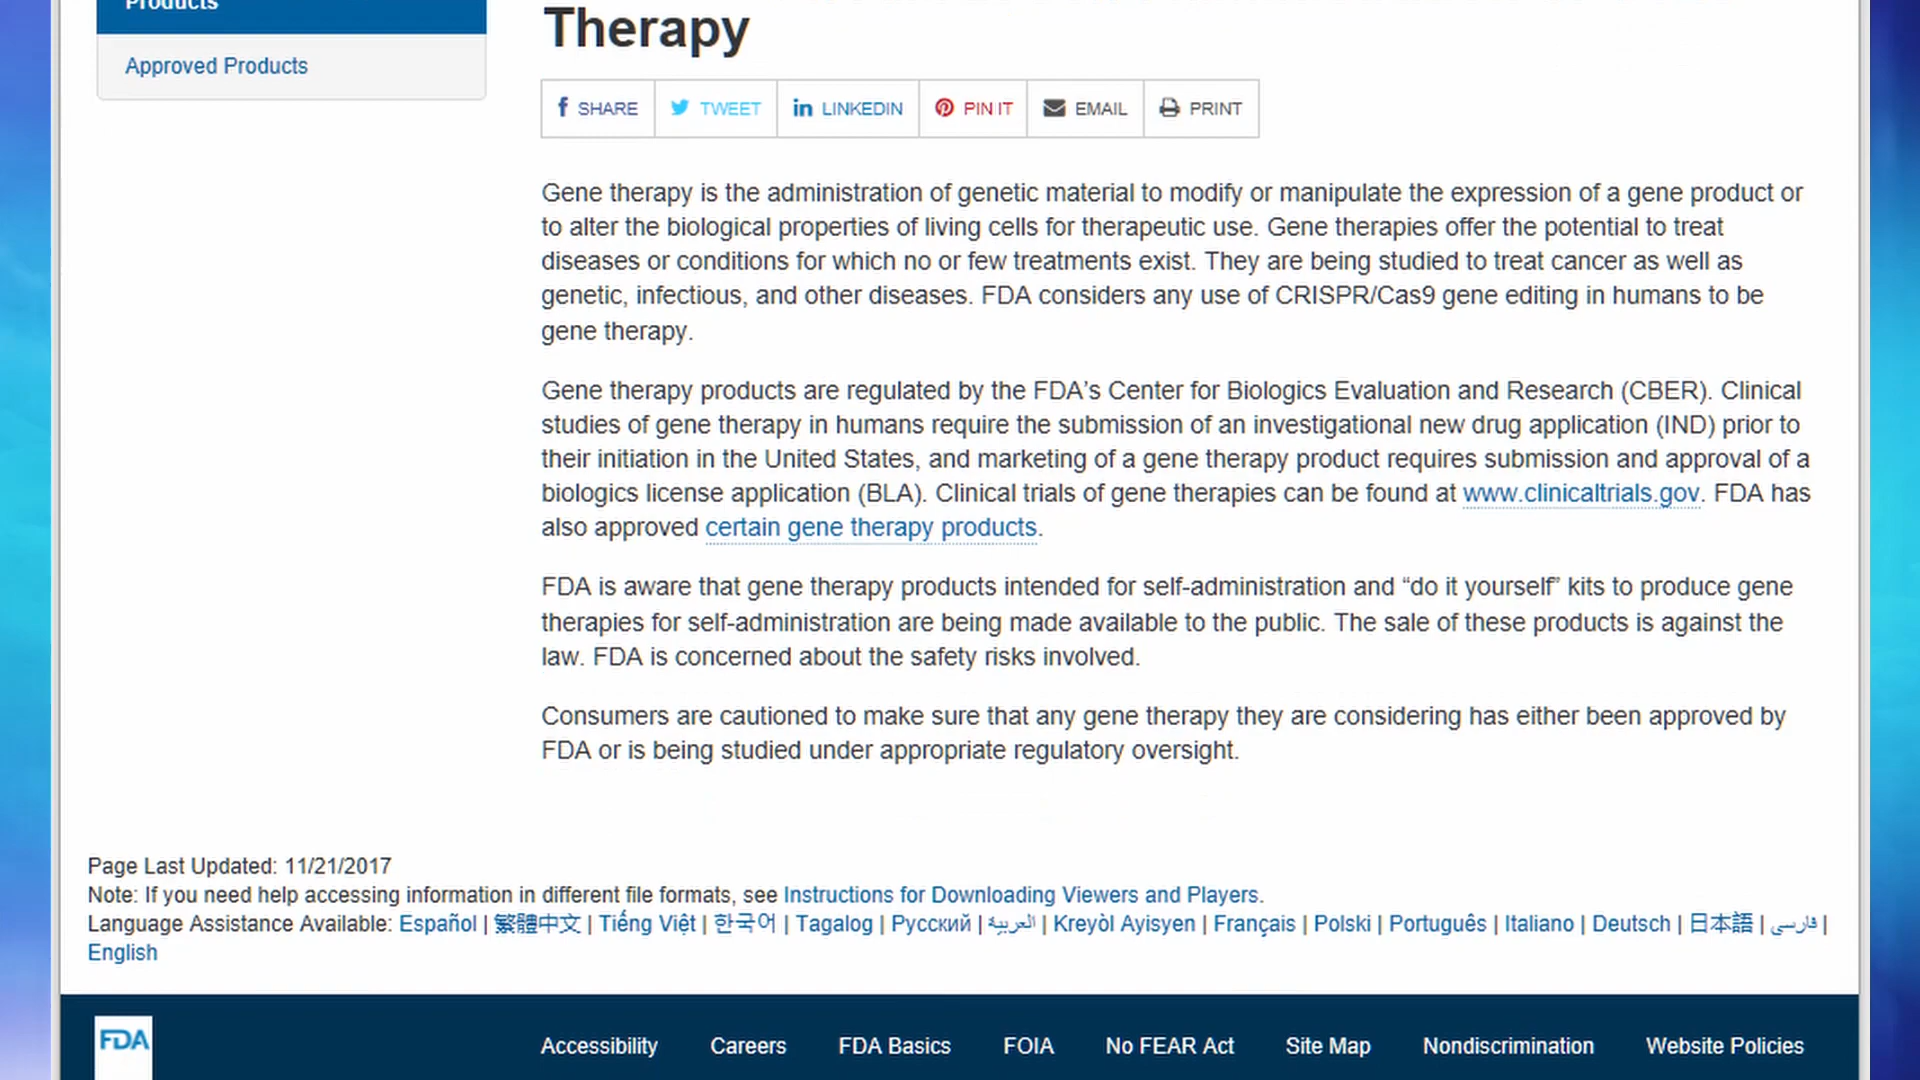 Products
Approved Products
Therapy
SHARE TWEET LINKEDIN PIN IT EMAIL PRINT
Gene therapy is the administration of genetic material to modify or manipulate the expression of a gene product or
to alter the biological properties of living cells for therapeutic use. Gene therapies offer the potential to treat
diseases or conditions for which no or few treatments exist. They are being studied to treat cancer as well as
genetic, infectious, and other diseases. FDA considers any use of CRISPR/Cas9 gene editing in humans to be
gene therapy.
Gene therapy products are regulated by the FDA’s Center for Biologics Evaluation and Research (CBER). Clinical
studies of gene therapy in humans require the submission of an investigational new drug application (IND) prior to
their initiation in the United States, and marketing of a gene therapy product requires submission and approval of a
biologics license application (BLA). Clinical trials of gene therapies can be found at www.clinicaltrials.gov. FDA has
also approved certain gene therapy products.
FDA is aware that gene therapy products intended for self-administration and “do it yourself” kits to produce gene
therapies for self-administration are being made available to the public. The sale of these products is against the
law. FDA is concerned about the safety risks involved.
Consumers are cautioned to make sure that any gene therapy they are considering has either been approved by
FDA or is being studied under appropriate regulatory oversight.
Page Last Updated: 11/21/2017
Note: If you need help accessing information in different file formats, see Instructions for Downloading Viewers and Players.
Language Assistance Available: Español | 繁體中文 | Tiếng Việt | 한국어 | Tagalog | Русский | العربية | Kreyòl Ayisyen | Français | Polski | Português | Italiano | Deutsch | 日本語 | فارسی |
English
FDA
Accessibility Careers FDA Basics FOIA No FEAR Act Site Map Nondiscrimination Website Policies